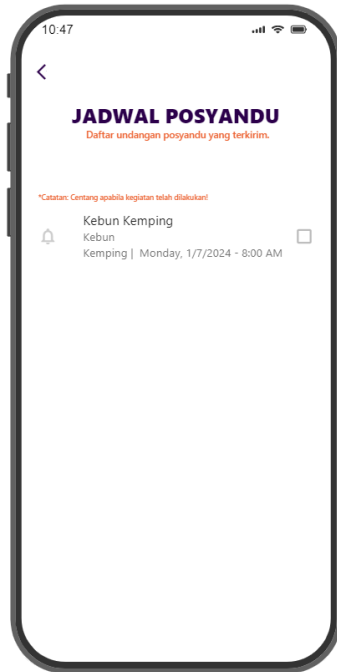 10:47
JADWAL POSYANDU
Daftar undangan posyandu yang terkirim.
*Catatan: Centang apabila kegiatan telah dilakukan!
Kebun Kemping
Kebun
Kemping | Monday, 1/7/2024 - 8:00 AM